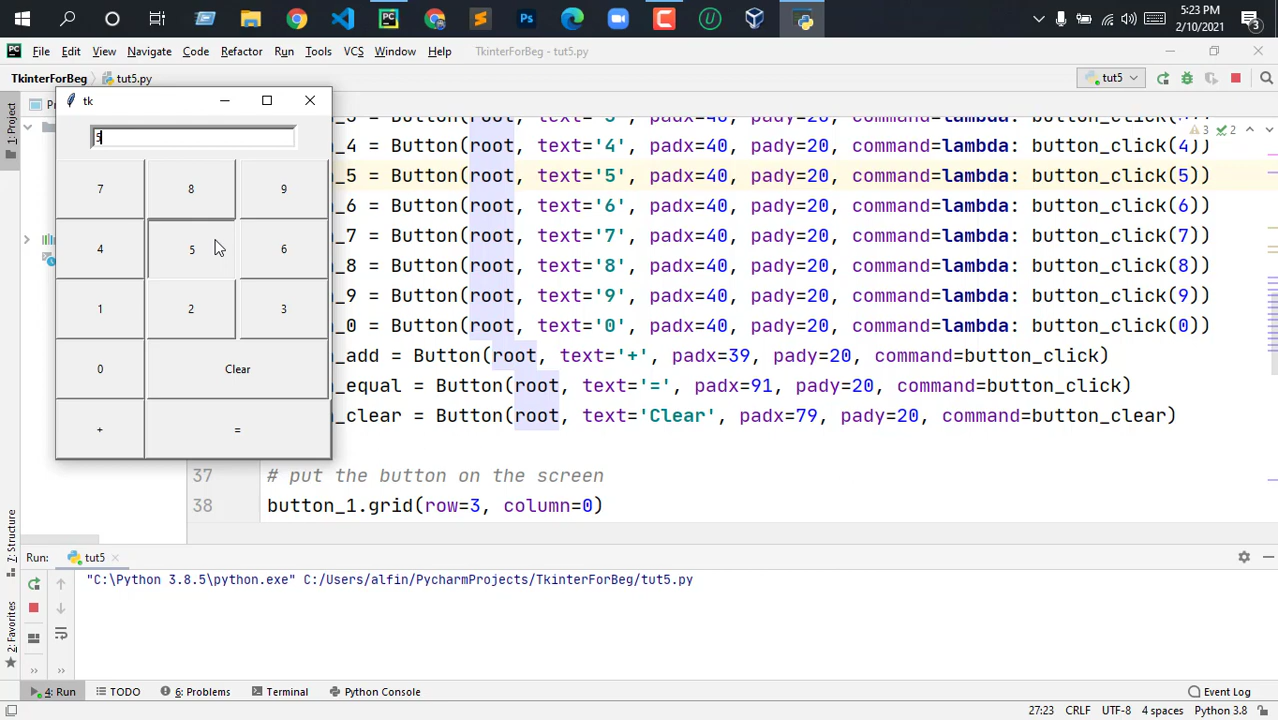 5:23 PM
2/10/2021
3
File Edit View Navigate Code Refactor Run Tools VCS Window Help TkinterForBeg - tut5.py
TkinterForBeg tut5.py
tut5
tk
5
7 8 9
4 5 6
1 2 3
0 Clear
+ =
1: Project
_4 = Button(root, text='4', padx=40, pady=20, command=lambda: button_click(4))
3 2
_5 = Button(root, text='5', padx=40, pady=20, command=lambda: button_click(5))
_6 = Button(root, text='6', padx=40, pady=20, command=lambda: button_click(6))
_7 = Button(root, text='7', padx=40, pady=20, command=lambda: button_click(7))
_8 = Button(root, text='8', padx=40, pady=20, command=lambda: button_click(8))
_9 = Button(root, text='9', padx=40, pady=20, command=lambda: button_click(9))
_0 = Button(root, text='0', padx=40, pady=20, command=lambda: button_click(0))
_add = Button(root, text='+', padx=39, pady=20, command=button_click)
_equal = Button(root, text='=', padx=91, pady=20, command=button_click)
_clear = Button(root, text='Clear', padx=79, pady=20, command=button_clear)
37 # put the button on the screen
38 button_1.grid(row=3, column=0)
7: Structure
2: Favorites
Run: tut5
"C:\Python 3.8.5\python.exe" C:/Users/alfin/PycharmProjects/TkinterForBeg/tut5.py
4: Run TODO 6: Problems Terminal Python Console Event Log
27:23 CRLF UTF-8 4 spaces Python 3.8